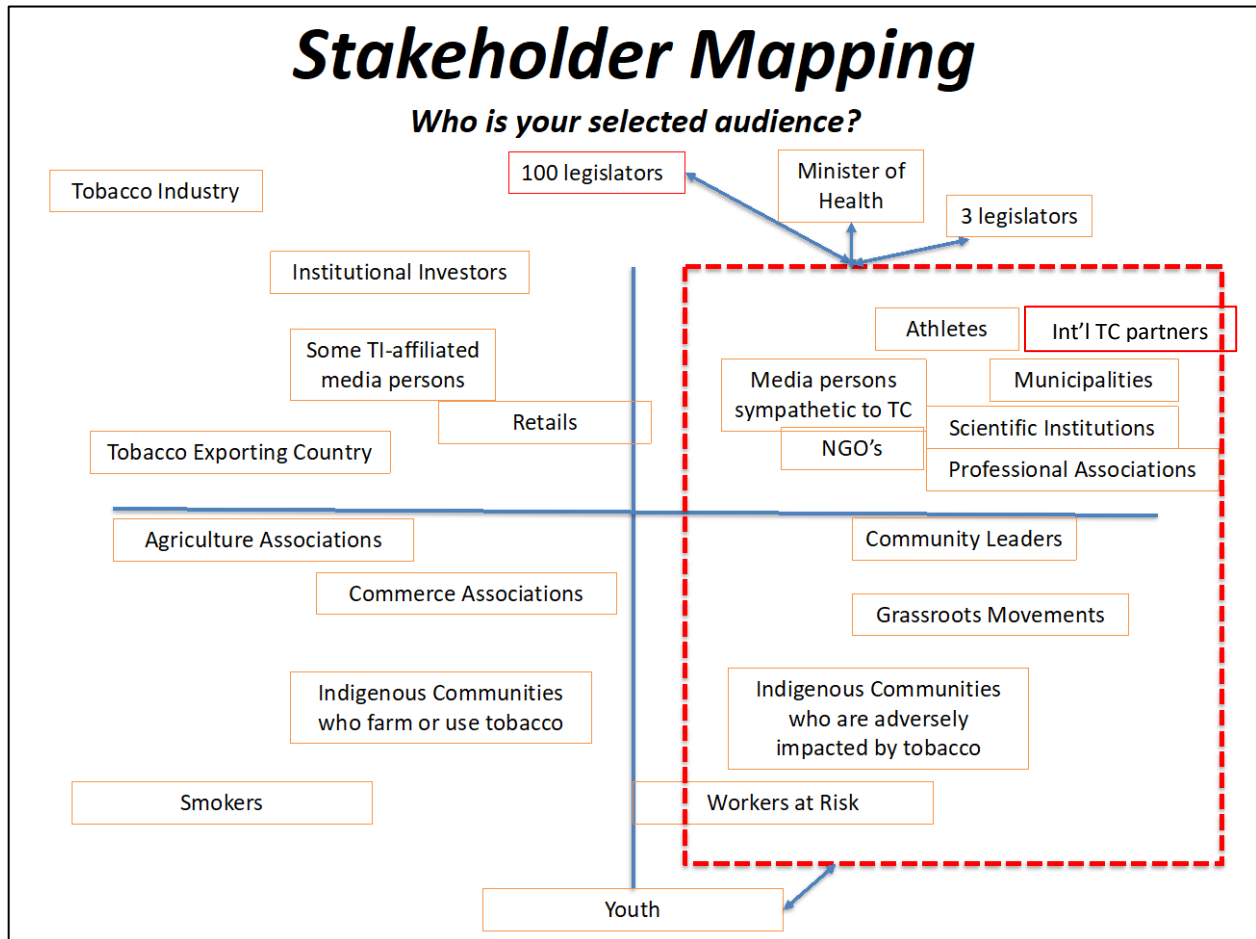 Stakeholder Mapping
Who is your selected audience?
100 legislators
Minister of
Health
Tobacco Industry
3 legislators
Institutional Investors
Athletes
Int'l TC partners
Some TI-affiliated
media persons
Media persons
sympathetic to TC
Municipalities
Retails
Scientific Institutions
NGO's
Tobacco Exporting Country
Professional Associations
Agriculture Associations
Community Leaders
Commerce Associations
Grassroots Movements
Indigenous Communities
who farm or use tobacco
Indigenous Communities
who are adversely
impacted by tobacco
Smokers
Workers at Risk
Youth